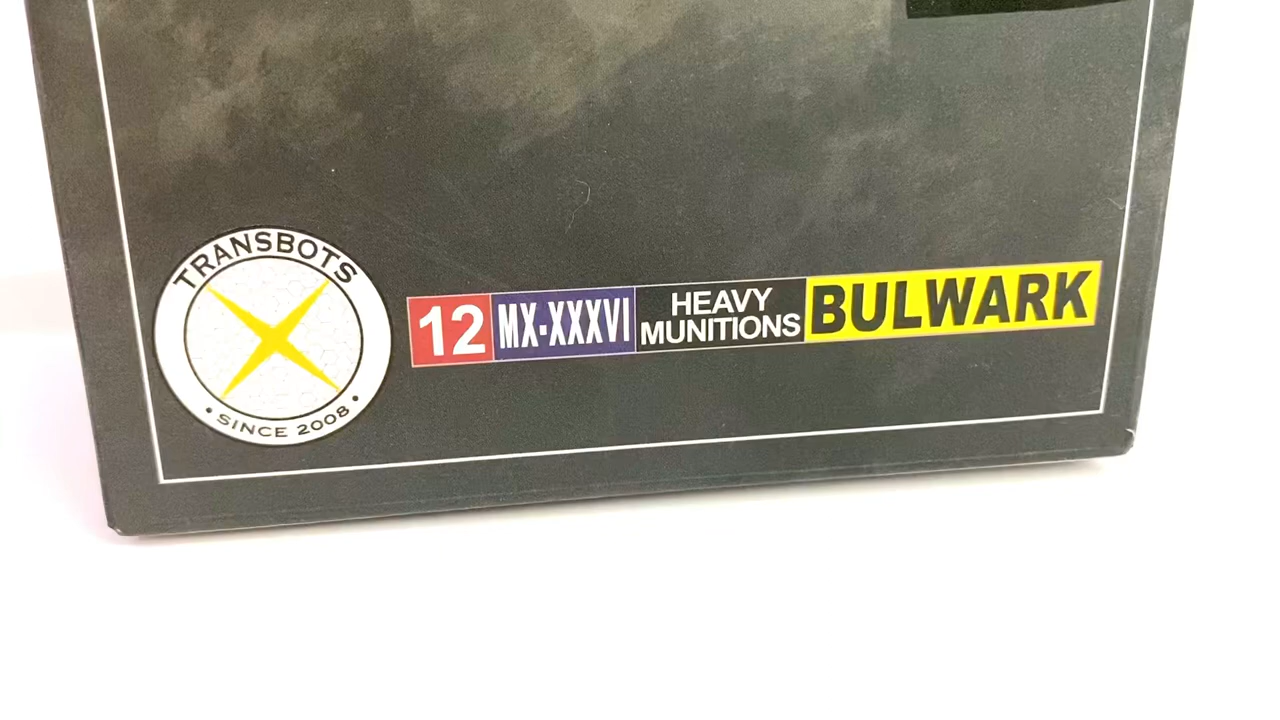 TRANSBOTS
• SINCE 2008 •
12 MX-XXXVI HEAVY MUNITIONS BULWARK